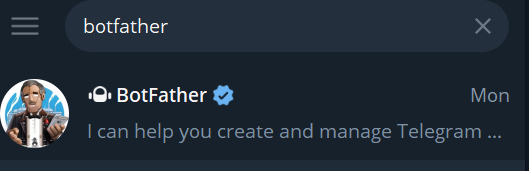 botfather
BotFather
Mon
I can help you create and manage Telegram ...